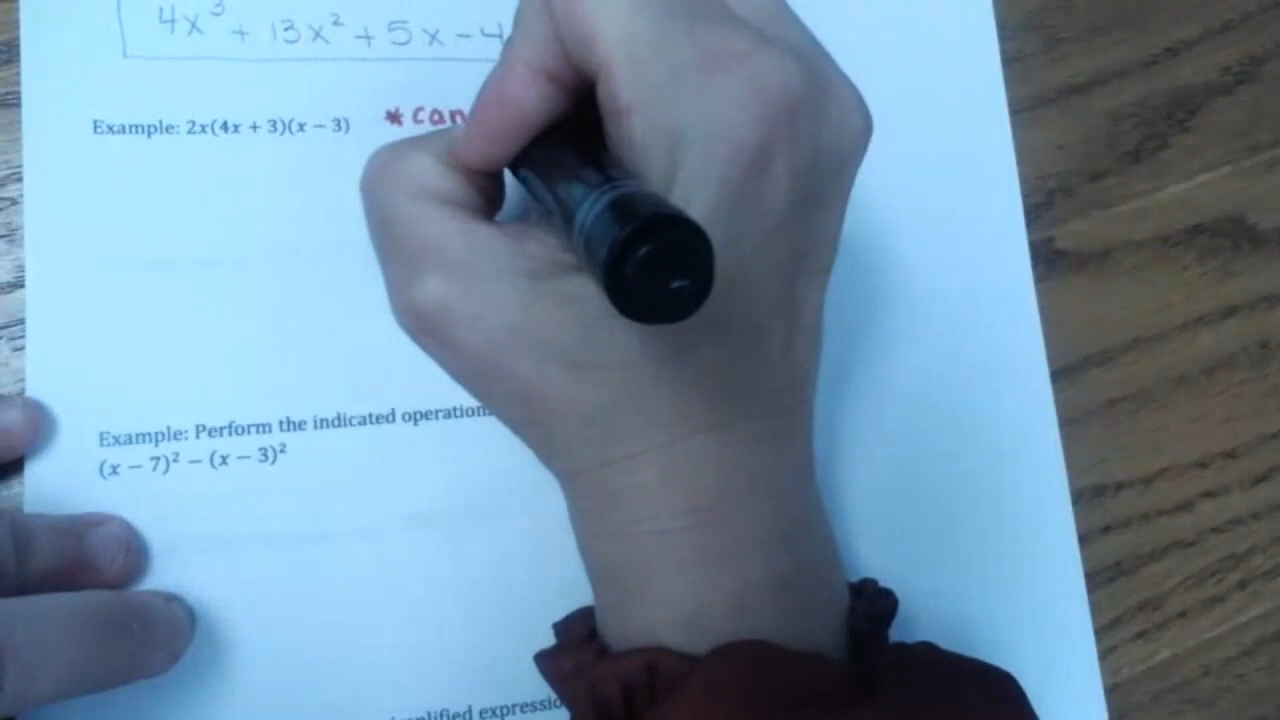 4x³ + 13x² + 5x - 4
Example: 2x(4x + 3)(x − 3) *can
Example: Perform the indicated operation
(x − 7)² − (x − 3)²
expressio